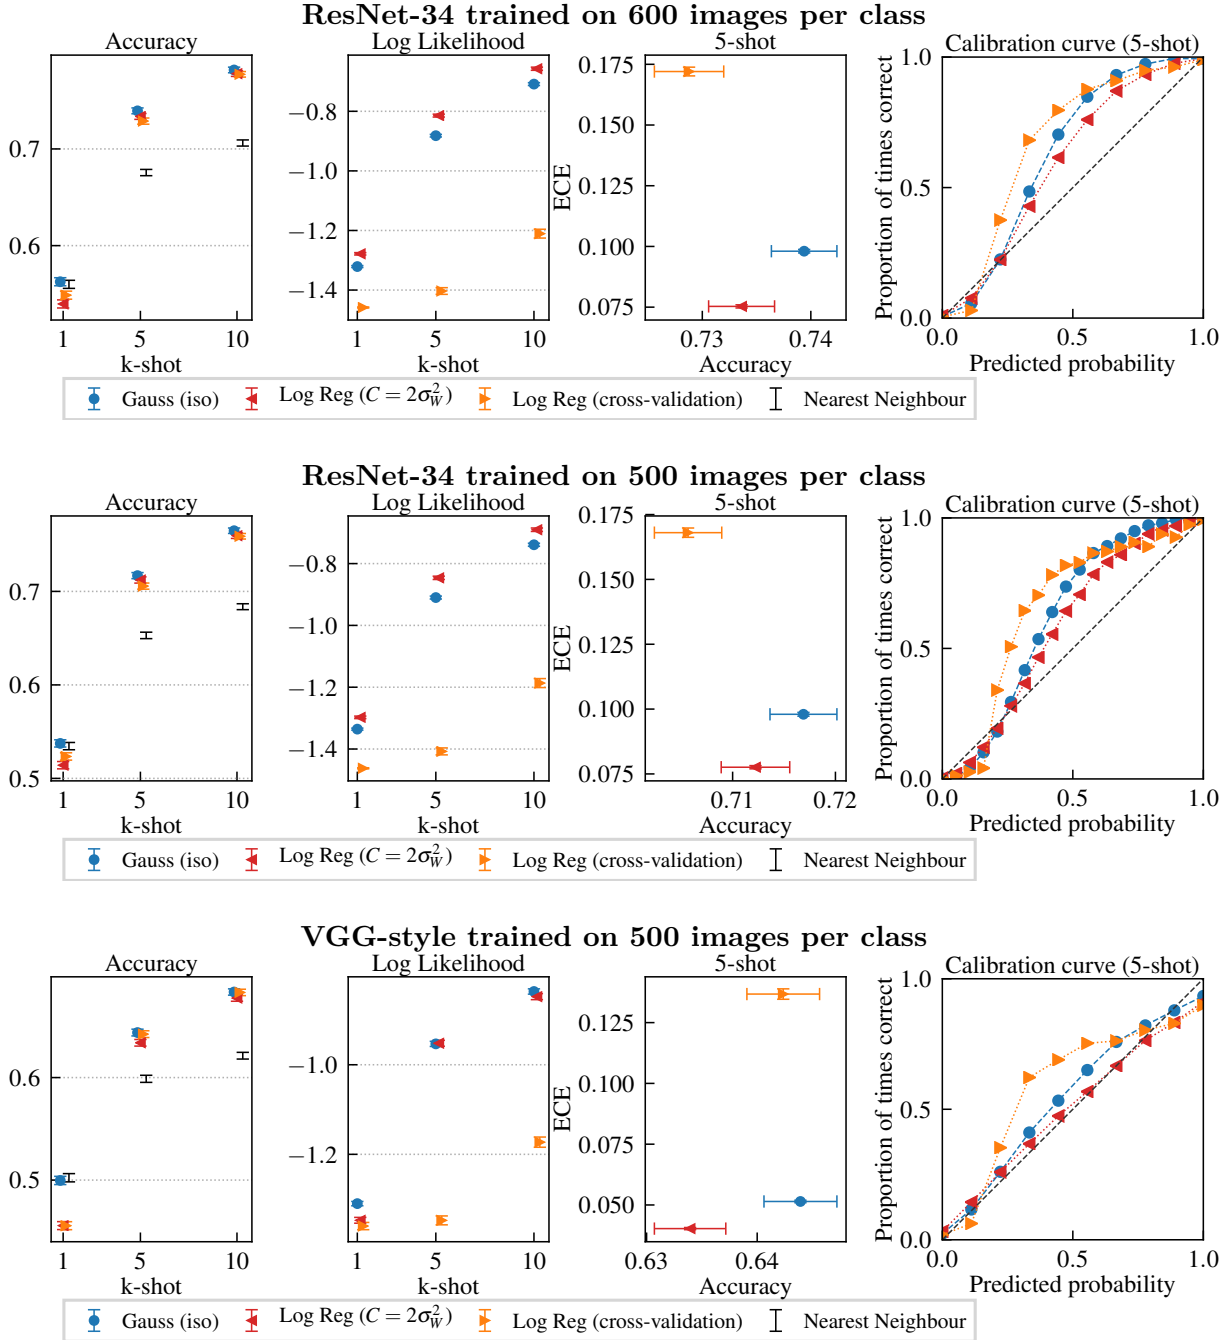 ResNet-34 trained on 600 images per class
Accuracy
Log Likelihood
5-shot
Calibration curve (5-shot)
0.7
0.6
1
5
10
k-shot
−0.8
−1.0
−1.2
−1.4
1
5
10
k-shot
ECE
0.175
0.150
0.125
0.100
0.075
0.73
0.74
Accuracy
Proportion of times correct
1.0
0.5
0.0
0.0
0.5
1.0
Predicted probability
Gauss (iso)
Log Reg (C = 2σ_W^2)
Log Reg (cross-validation)
Nearest Neighbour
ResNet-34 trained on 500 images per class
Accuracy
Log Likelihood
5-shot
Calibration curve (5-shot)
0.7
0.6
0.5
1
5
10
k-shot
−0.8
−1.0
−1.2
−1.4
1
5
10
k-shot
ECE
0.175
0.150
0.125
0.100
0.075
0.71
0.72
Accuracy
Proportion of times correct
1.0
0.5
0.0
0.0
0.5
1.0
Predicted probability
Gauss (iso)
Log Reg (C = 2σ_W^2)
Log Reg (cross-validation)
Nearest Neighbour
VGG-style trained on 500 images per class
Accuracy
Log Likelihood
5-shot
Calibration curve (5-shot)
0.6
0.5
1
5
10
k-shot
−1.0
−1.2
1
5
10
k-shot
ECE
0.125
0.100
0.075
0.050
0.63
0.64
Accuracy
Proportion of times correct
1.0
0.5
0.0
0.0
0.5
1.0
Predicted probability
Gauss (iso)
Log Reg (C = 2σ_W^2)
Log Reg (cross-validation)
Nearest Neighbour